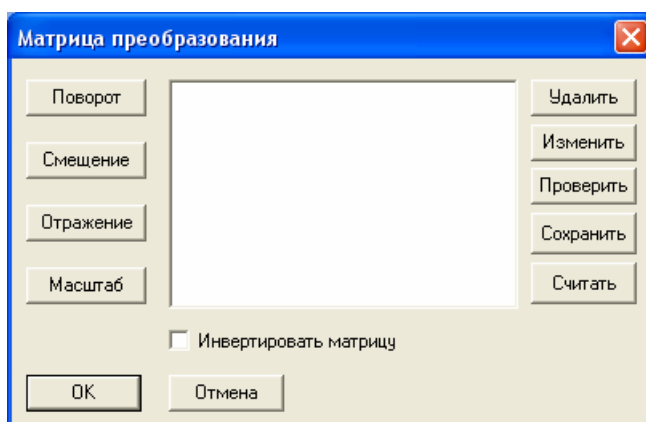 Матрица преобразования
Поворот
Смещение
Отражение
Масштаб
Удалить
Изменить
Проверить
Сохранить
Считать
Инвертировать матрицу
OK
Отмена